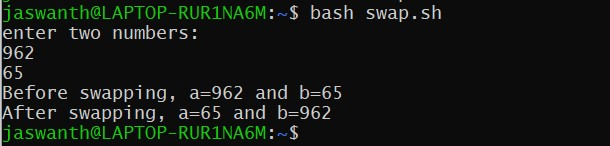 jaswanth@LAPTOP-RUR1NA6M:~$ bash swap.sh
enter two numbers:
962
65
Before swapping, a=962 and b=65
After swapping, a=65 and b=962
jaswanth@LAPTOP-RUR1NA6M:~$